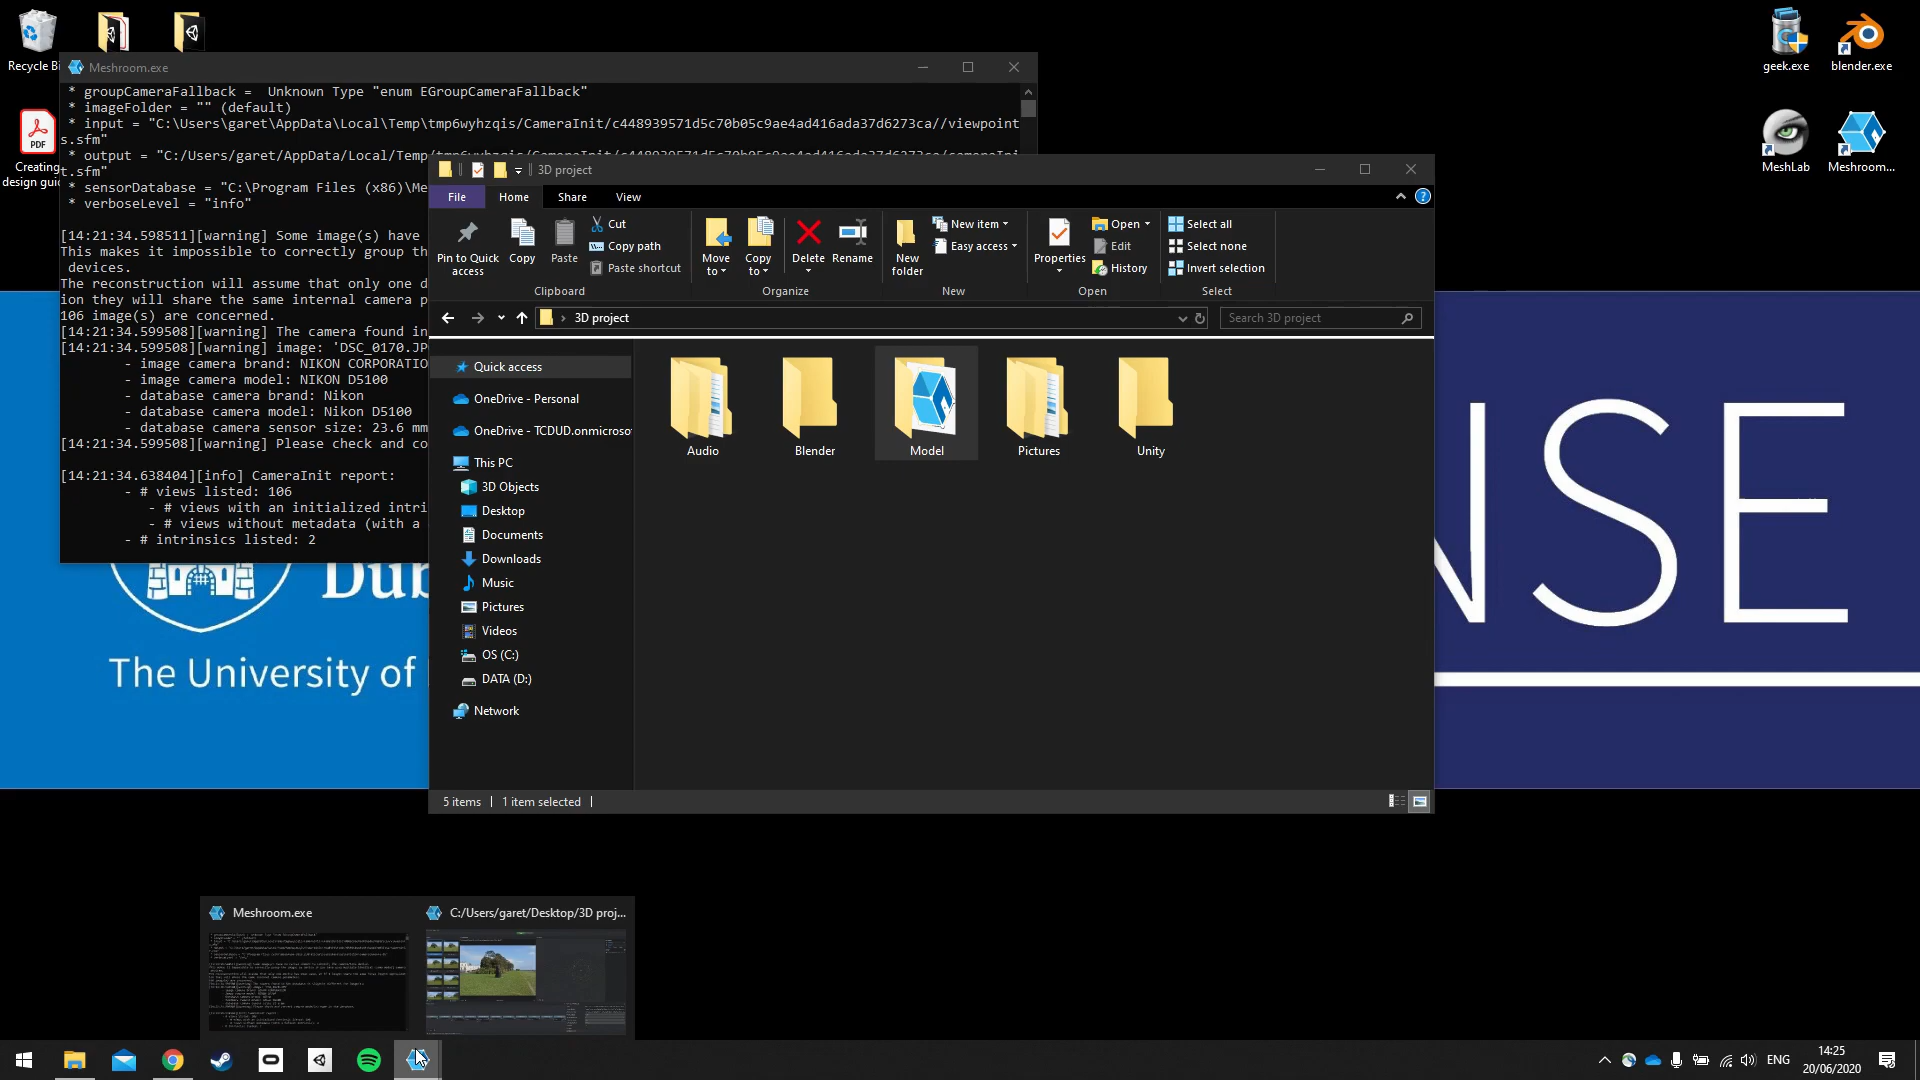 Recycle Bi
geek.exe
blender.exe
Creating
design gui
MeshLab
Meshroom...
Meshroom.exe
* groupCameraFallback =  Unknown Type "enum EGroupCameraFallback"
* imageFolder = "" (default)
* input = "C:\Users\garet\AppData\Local\Temp\tmp6wyhzqis/CameraInit/c448939571d5c70b05c9ae4ad416ada37d6273ca//viewpoint
s.sfm"
* output = "C:/Users/garet/AppData/Local/Temp
t.sfm"
* sensorDatabase = "C:\Program Files (x86)\Me
* verboseLevel = "info"
[14:21:34.598511][warning] Some image(s) have
This makes it impossible to correctly group th
devices.
The reconstruction will assume that only one d
ion they will share the same internal camera p
106 image(s) are concerned.
[14:21:34.599508][warning] The camera found in
[14:21:34.599508][warning] image: 'DSC_0170.JP
- image camera brand: NIKON CORPORATIO
- image camera model: NIKON D5100
- database camera brand: Nikon
- database camera model: Nikon D5100
- database camera sensor size: 23.6 mm
[14:21:34.599508][warning] Please check and co
[14:21:34.638404][info] CameraInit report:
- # views listed: 106
- # views with an initialized intri
- # views without metadata (with a
- # intrinsics listed: 2
3D project
File
Home
Share
View
Pin to Quick
access
Copy
Paste
Cut
Copy path
Paste shortcut
Clipboard
Move
to
Copy
to
Delete
Rename
Organize
New
folder
New item
Easy access
New
Properties
Open
Edit
History
Open
Select all
Select none
Invert selection
Select
3D project
Search 3D project
Quick access
OneDrive - Personal
OneDrive - TCDUD.onmicroso
This PC
3D Objects
Desktop
Documents
Downloads
Music
Pictures
Videos
OS (C:)
DATA (D:)
Network
Audio
Blender
Model
Pictures
Unity
5 items
1 item selected
Dub
The University of
NSE
Meshroom.exe
C:/Users/garet/Desktop/3D proj...
ENG
14:25
20/06/2020